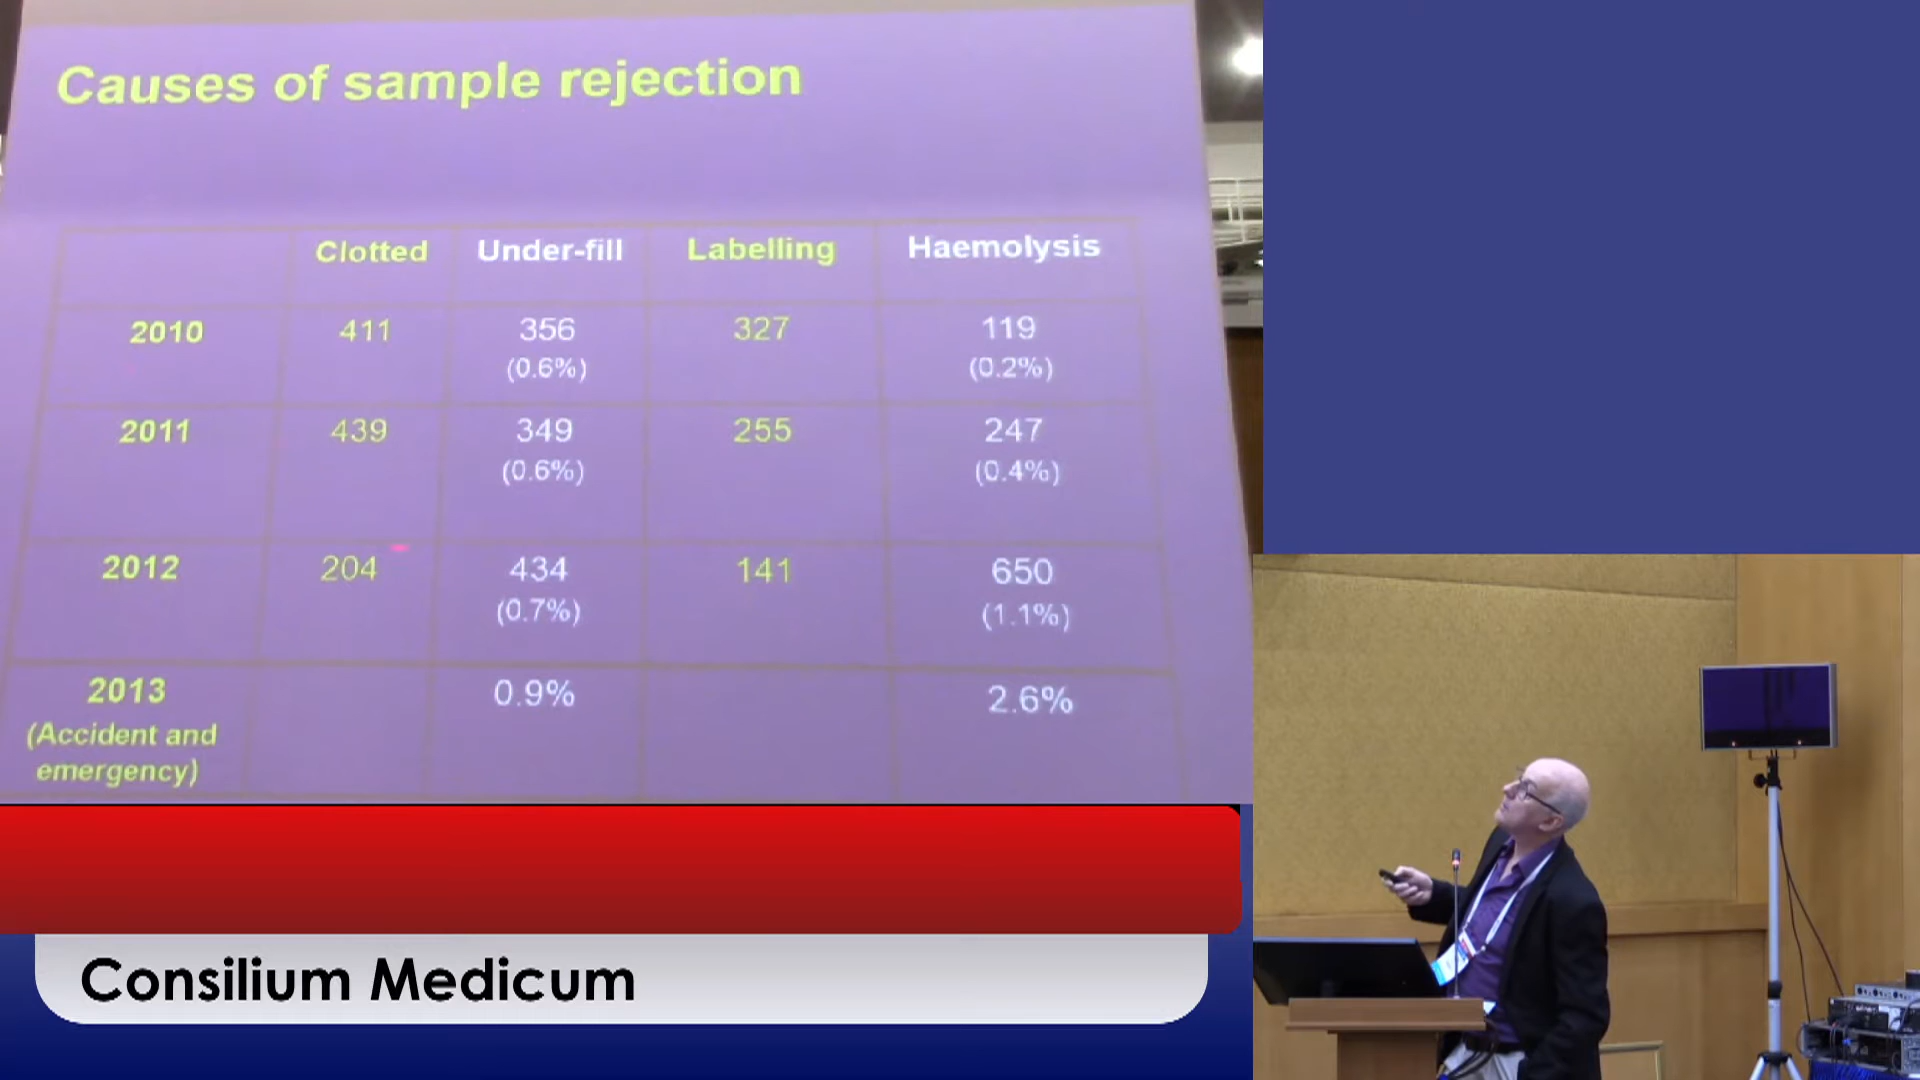 Causes of sample rejection
Clotted Under-fill Labelling Haemolysis
2010 411 356 327 119
(0.6%) (0.2%)
2011 439 349 255 247
(0.6%) (0.4%)
2012 204 434 141 650
(0.7%) (1.1%)
2013 0.9% 2.6%
(Accident and
emergency)
Consilium Medicum